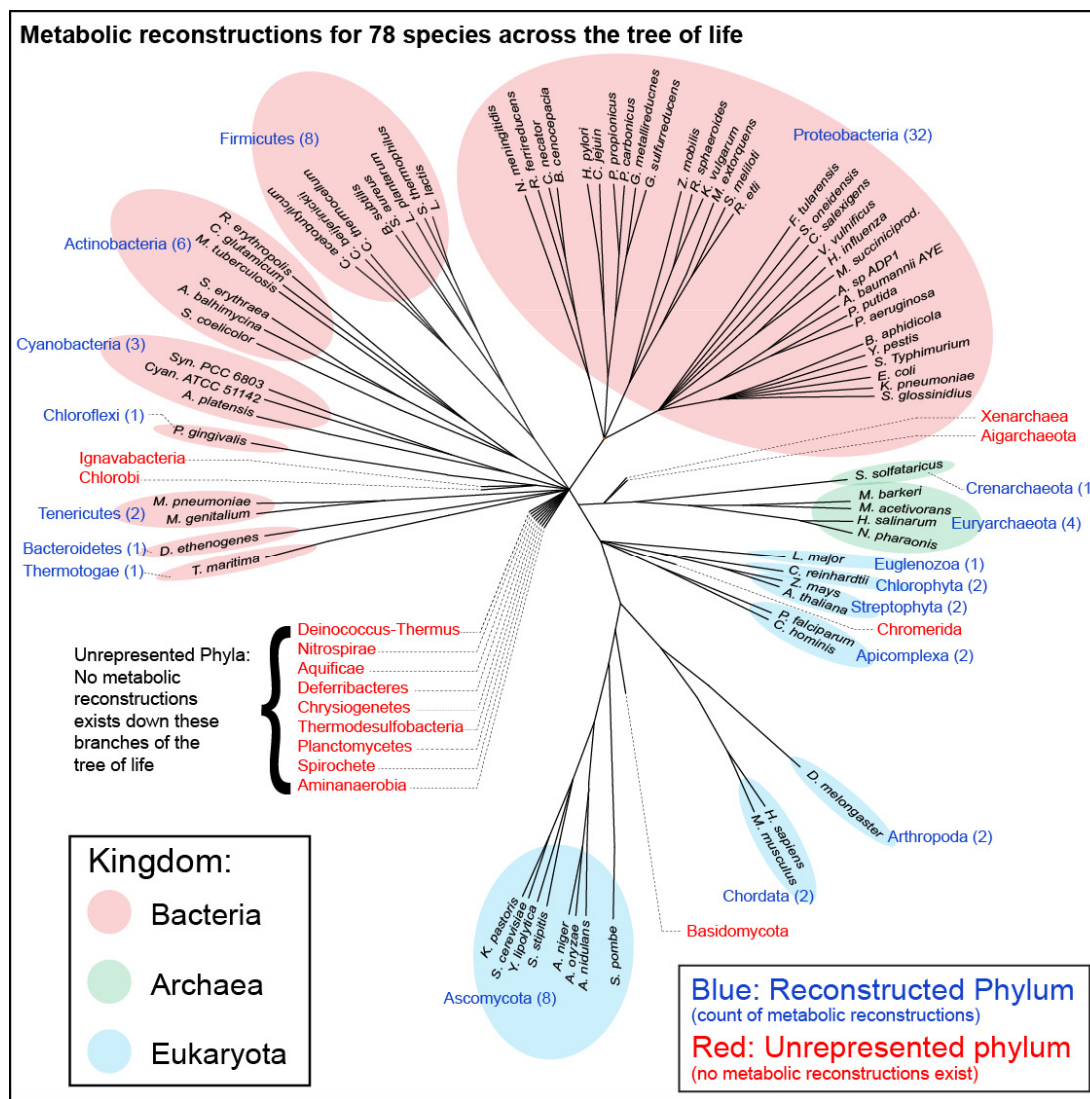 Metabolic reconstructions for 78 species across the tree of life
Firmicutes (8)
C. acetobutylicum
C. beijerinckii
C. thermocellum
B. subtilis
S. aureus
L. plantarum
S. thermophilus
L. lactis
Proteobacteria (32)
N. meningitidis
R. ferrireducens
C. necator
B. cenocepacia
H. pylori
C. jejuin
P. propionicus
P. carbonicus
G. metallireducnes
G. sulfurreducens
Z. mobilis
R. sphaeroides
K. vulgarum
M. extorquens
S. meliloti
R. etli
F. tularensis
S. oneidensis
C. salexigens
V. vulnificus
H. influenza
M. succiniciprod.
A. sp ADP1
A. baumannii AYE
P. putida
P. aeruginosa
B. aphidicola
Y. pestis
S. Typhimurium
E. coli
K. pneumoniae
S. glossinidius
Actinobacteria (6)
R. erythropolis
C. glutamicum
M. tuberculosis
S. erythraea
A. balhimycina
S. coelicolor
Cyanobacteria (3)
Syn. PCC 6803
Cyan. ATCC 51142
A. platensis
Chloroflexi (1)
P. gingivalis
Ignavabacteria
Chlorobi
Tenericutes (2)
M. pneumoniae
M. genitalium
Bacteroidetes (1)
D. ethenogenes
Thermotogae (1)
T. maritima
Xenarchaea
Aigarchaeota
S. solfataricus
Crenarchaeota (1
M. barkeri
M. acetivorans
H. salinarum
N. pharaonis
Euryarchaeota (4)
L. major
Euglenozoa (1)
C. reinhardtii
Chlorophyta (2)
Z. mays
A. thaliana
Streptophyta (2)
Chromerida
P. falciparum
C. hominis
Apicomplexa (2)
Unrepresented Phyla:
No metabolic
reconstructions
exists down these
branches of the
tree of life
Deinococcus-Thermus
Nitrospirae
Aquificae
Deferribacteres
Chrysiogenetes
Thermodesulfobacteria
Planctomycetes
Spirochete
Aminanaerobia
D. melongaster
Arthropoda (2)
H. sapiens
M. musculus
Chordata (2)
Basidomycota
K. pastoris
S. cerevisiae
Y. lipolytica
S. stipitis
A. niger
A. oryzae
A. nidulans
S. pombe
Ascomycota (8)
Kingdom:
Bacteria
Archaea
Eukaryota
Blue: Reconstructed Phylum
(count of metabolic reconstructions)
Red: Unrepresented phylum
(no metabolic reconstructions exist)